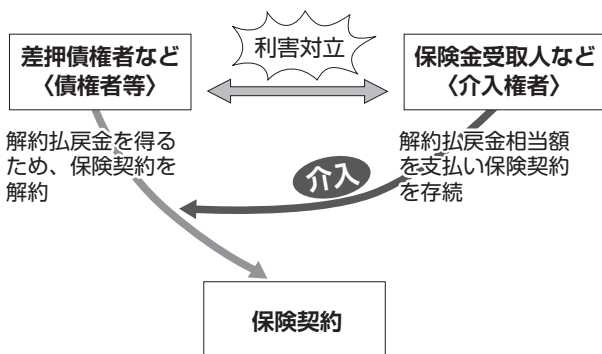 利害対立
差押債権者など
〈債権者等〉
保険金受取人など
〈介入権者〉
解約払戻金を得る
ため、保険契約を
解約
解約払戻金相当額
を支払い保険契約
を存続
介入
保険契約